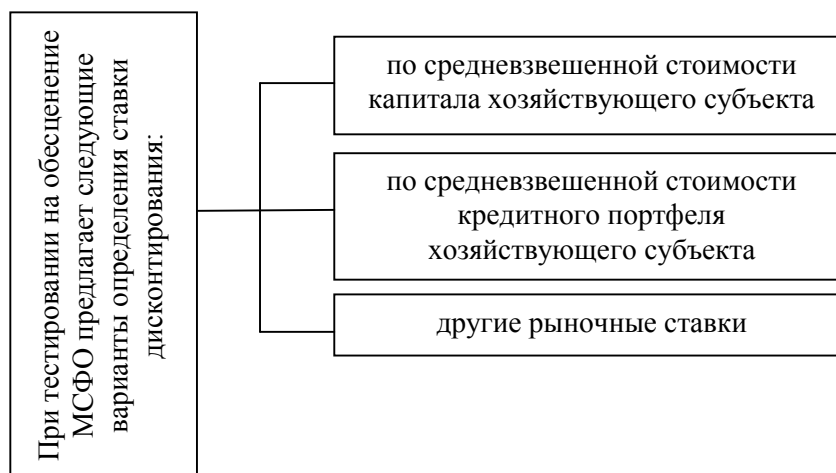 При тестировании на обесценение
МСФО предлагает следующие
варианты определения ставки
дисконтирования:
по средневзвешенной стоимости
капитала хозяйствующего субъекта
по средневзвешенной стоимости
кредитного портфеля
хозяйствующего субъекта
другие рыночные ставки